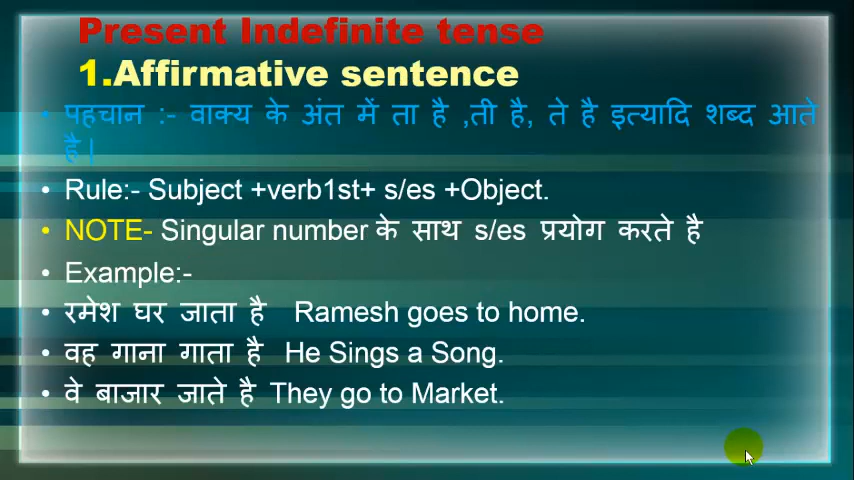 Present Indefinite tense
1.Affirmative sentence
• पहचान :- वाक्य के अंत में ता है ,ती है, ते है इत्यादि शब्द आते
है |
• Rule:- Subject +verb1st+ s/es +Object.
• NOTE- Singular number के साथ s/es प्रयोग करते है
• Example:-
• रमेश घर जाता है Ramesh goes to home.
• वह गाना गाता है He Sings a Song.
• वे बाजार जाते है They go to Market.